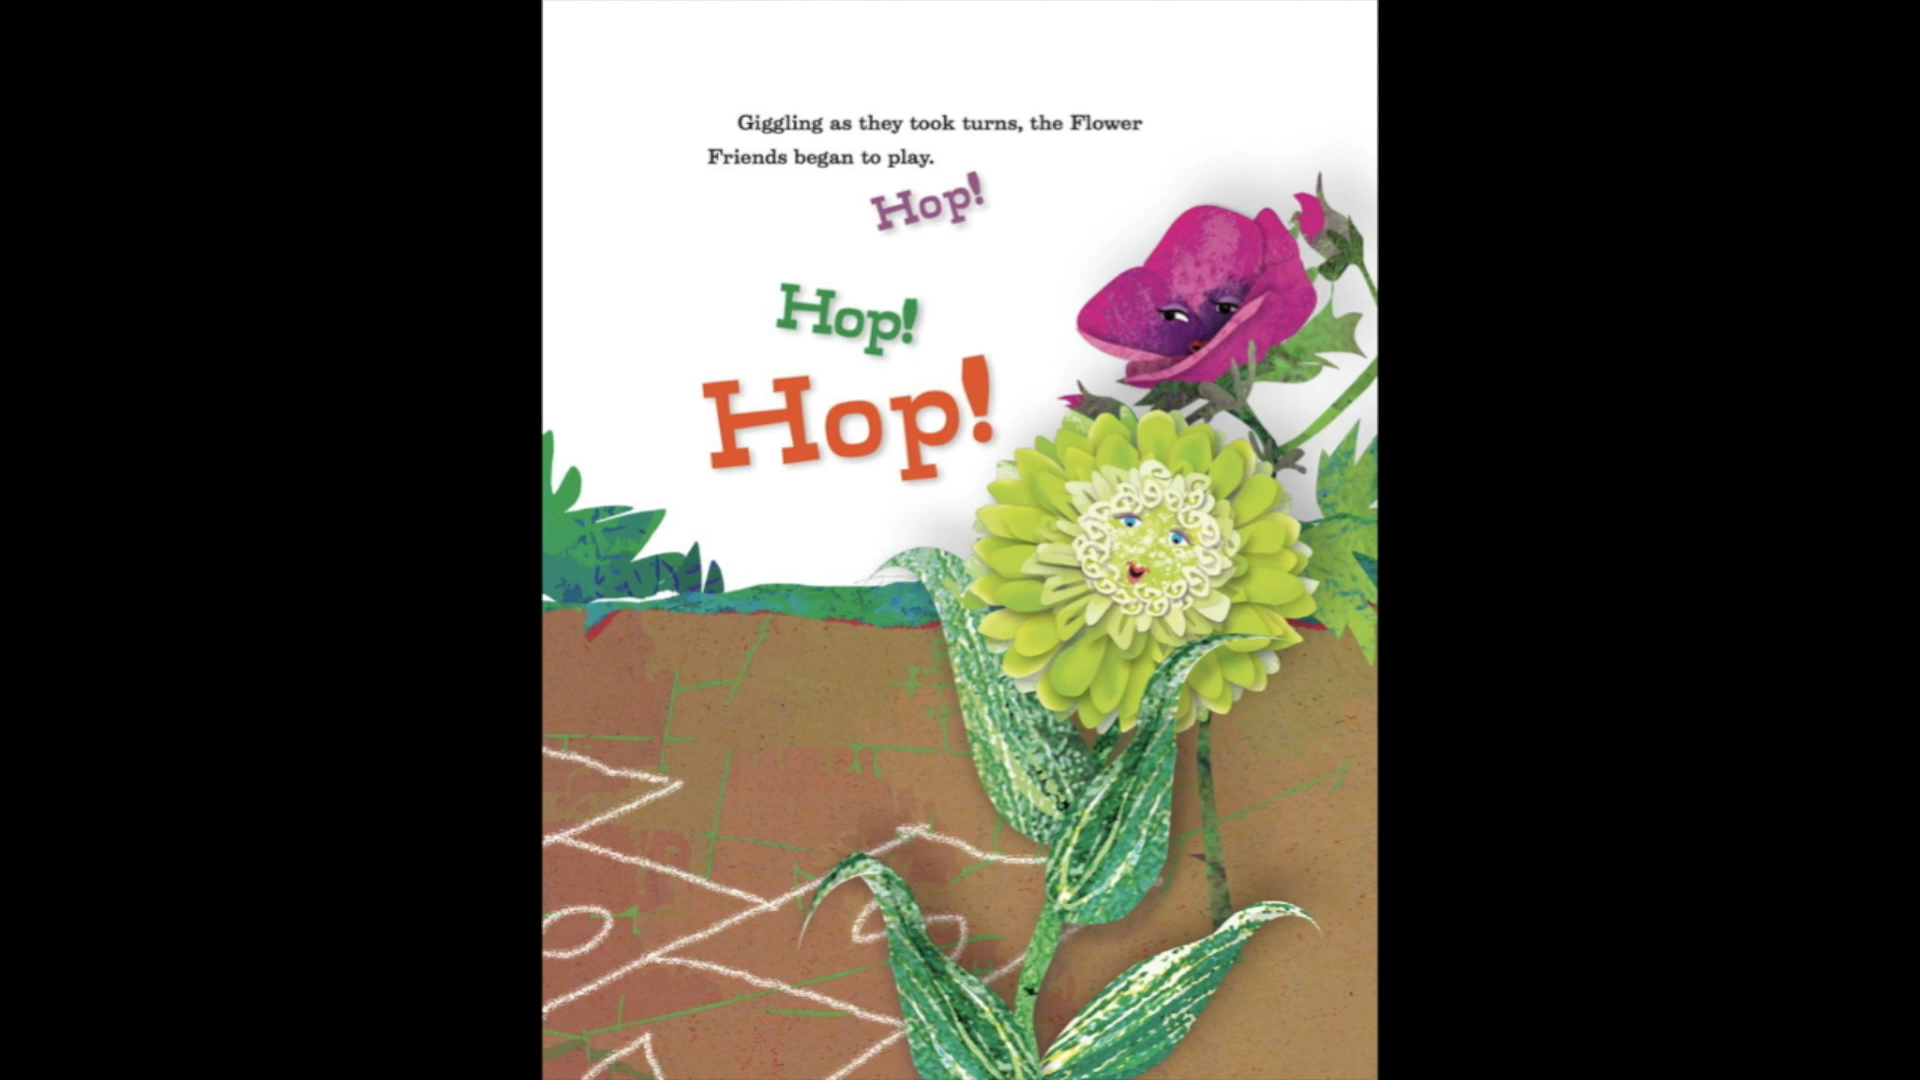 Giggling as they took turns, the Flower
Friends began to play.
Hop!
Hop!
Hop!